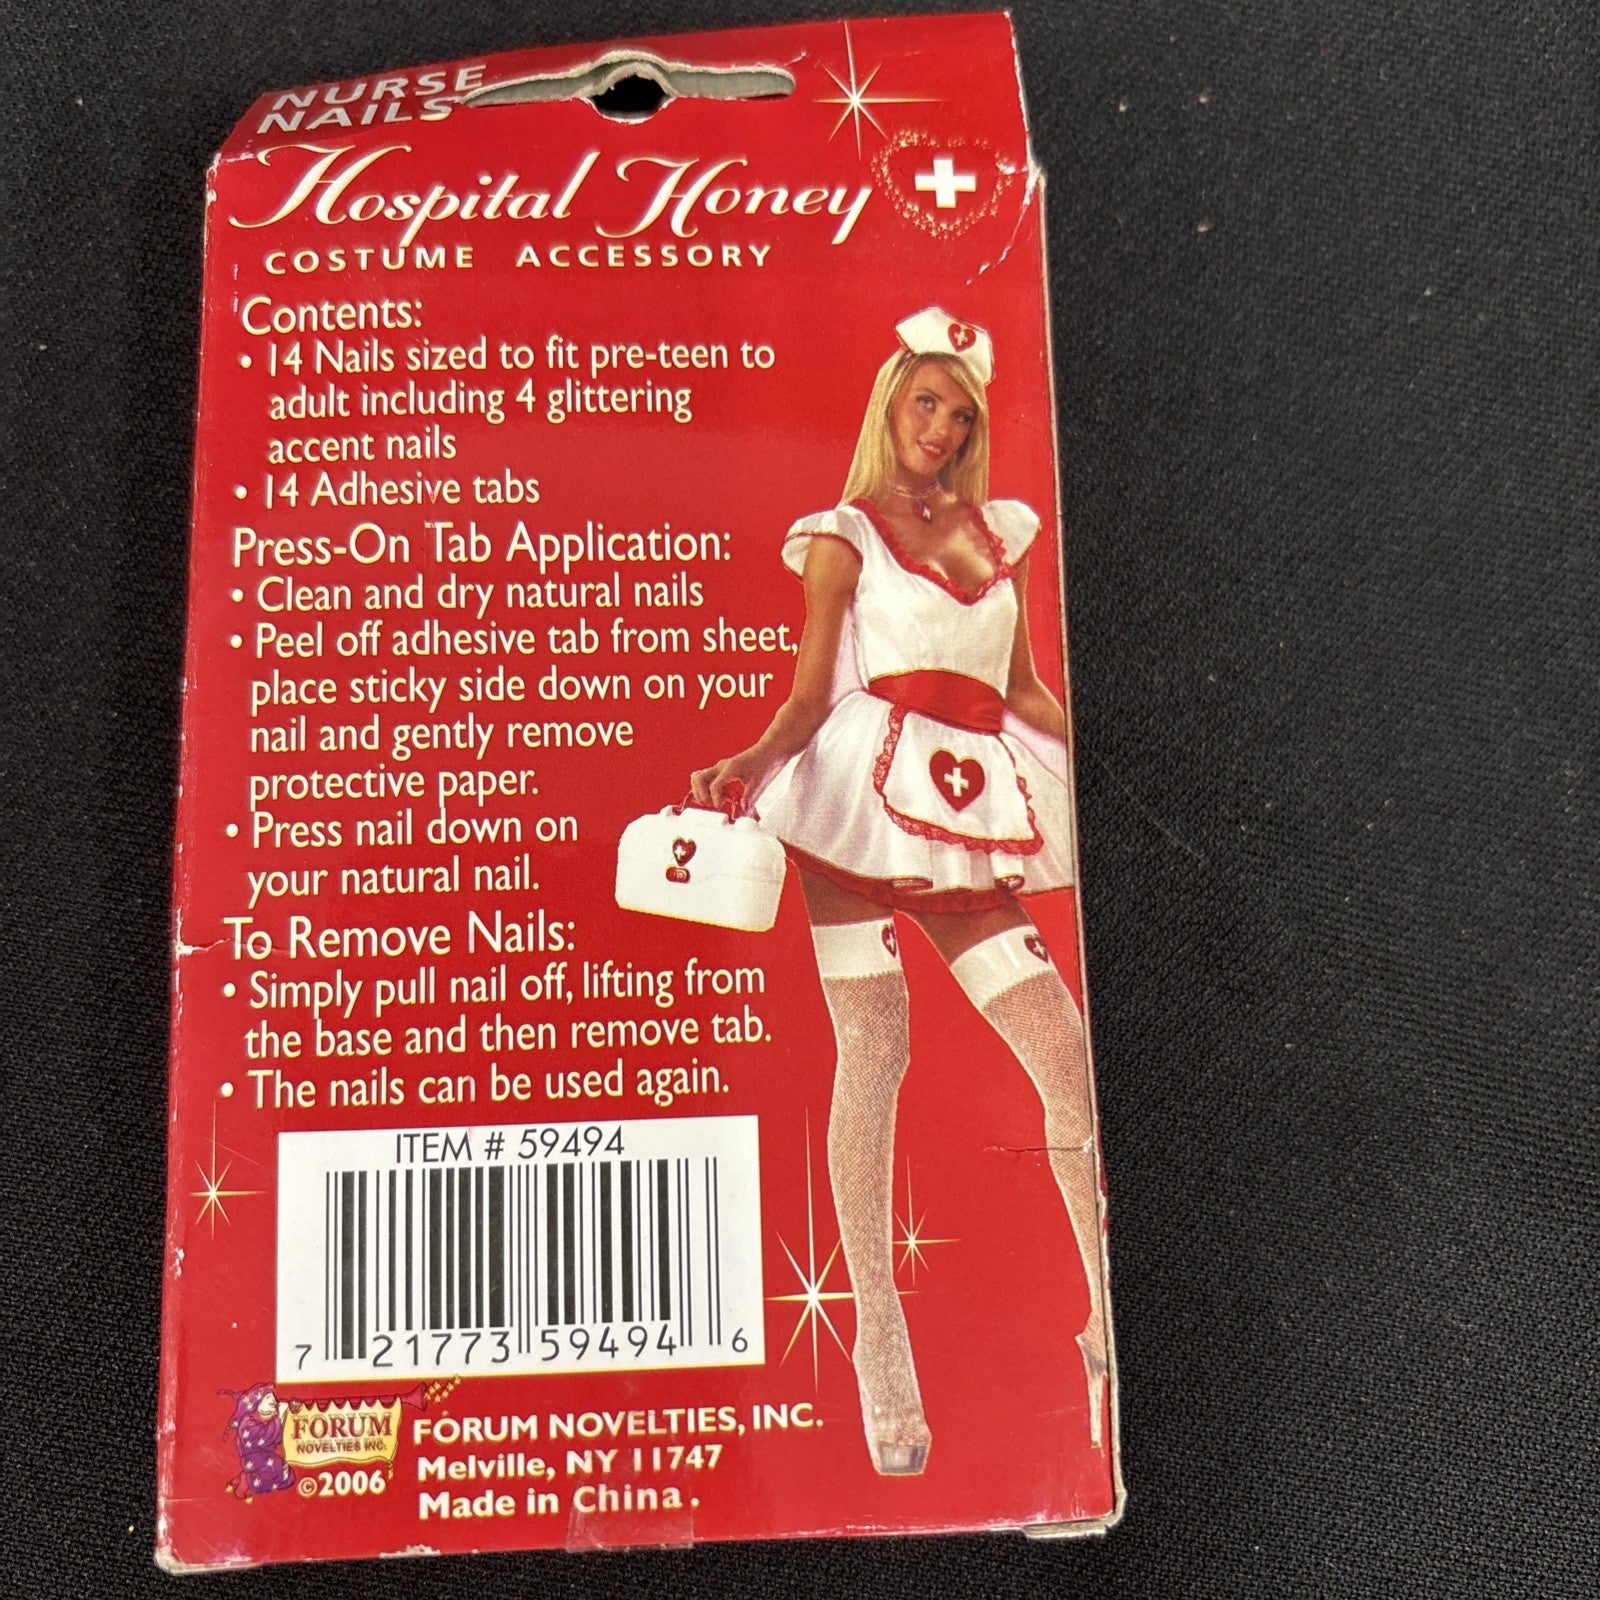 NURSE
NAILS
Hospital Honey
COSTUME ACCESSORY
Contents:
• 14 Nails sized to fit pre-teen to
adult including 4 glittering
accent nails
• 14 Adhesive tabs
Press-On Tab Application:
• Clean and dry natural nails
• Peel off adhesive tab from sheet,
place sticky side down on your
nail and gently remove
protective paper.
• Press nail down on
your natural nail.
To Remove Nails:
• Simply pull nail off, lifting from
the base and then remove tab.
• The nails can be used again.
ITEM # 59494
7 21773 59494 6
FORUM
NOVELTIES INC.
©2006
FORUM NOVELTIES, INC.
Melville, NY 11747
Made in China.